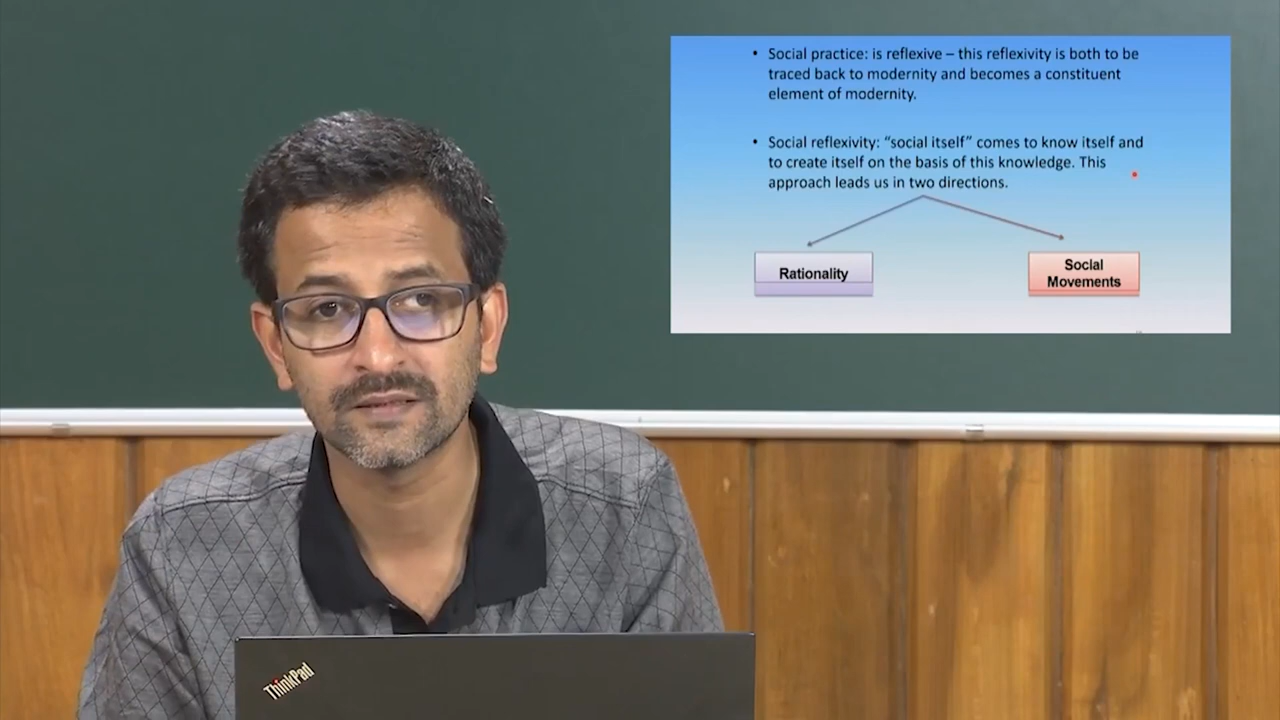 • Social practice: is reflexive – this reflexivity is both to be
traced back to modernity and becomes a constituent
element of modernity.
• Social reflexivity: “social itself” comes to know itself and
to create itself on the basis of this knowledge. This
approach leads us in two directions.
Rationality
Social
Movements
ThinkPad